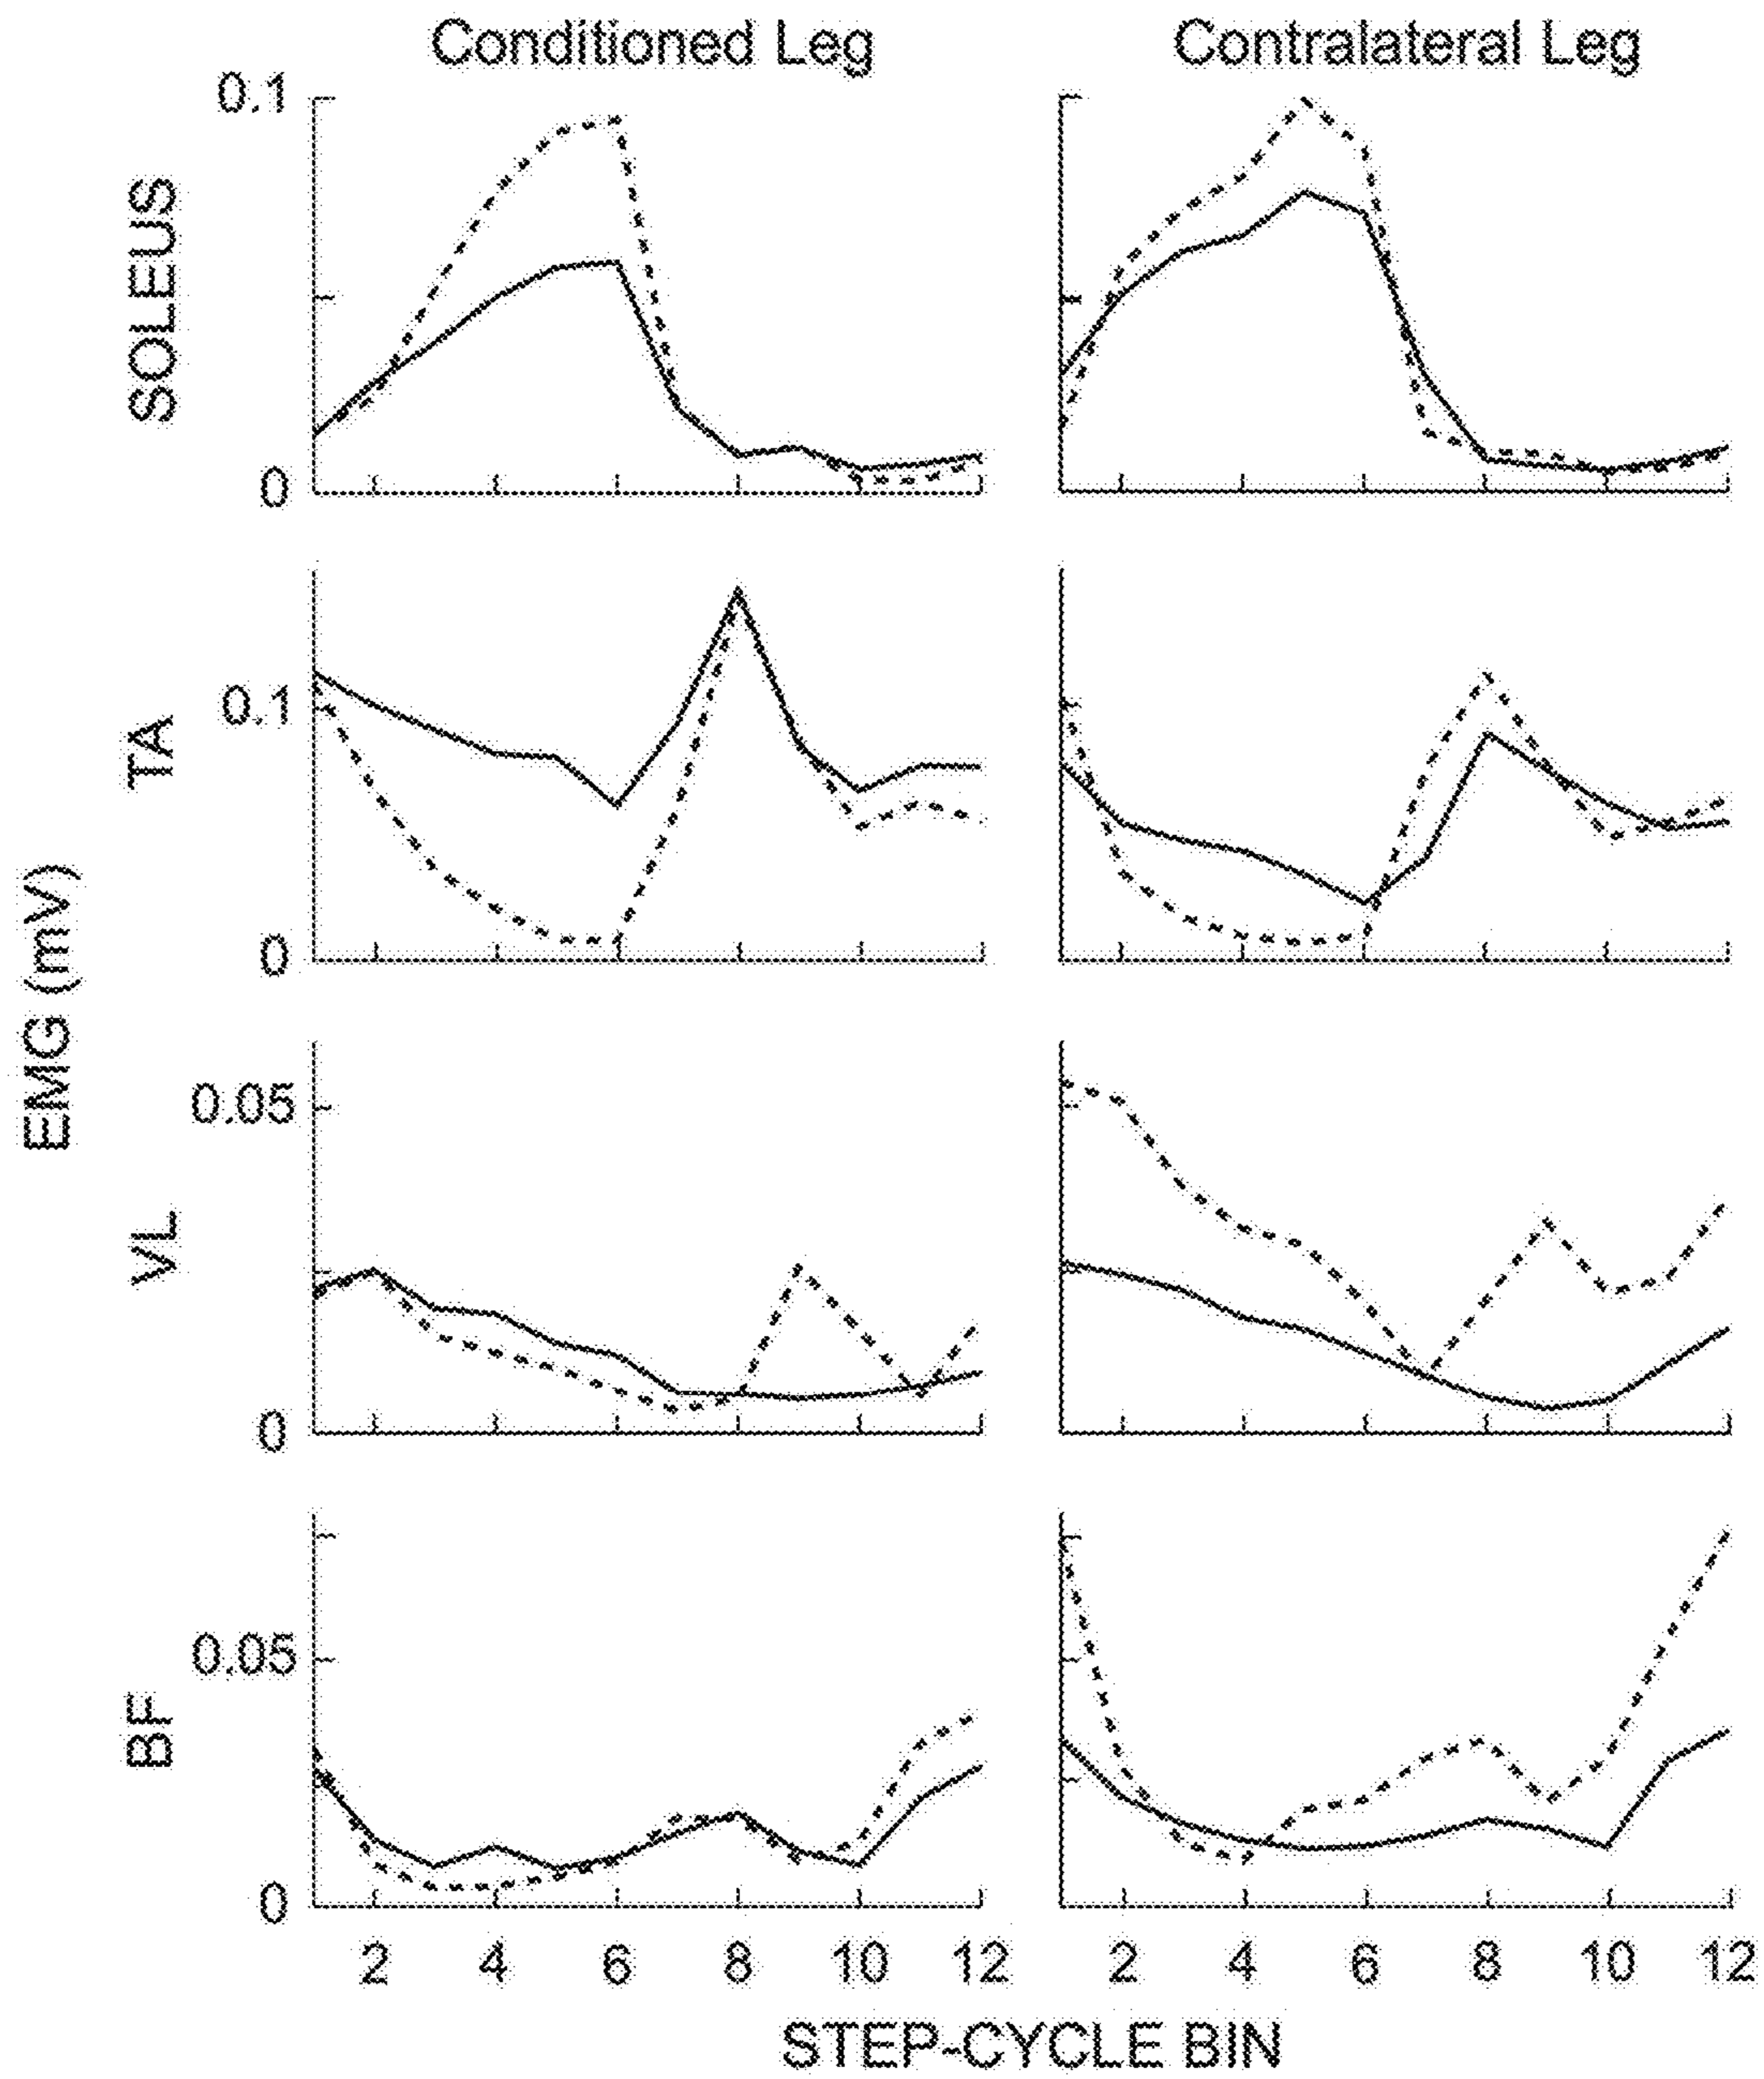 Conditioned Leg
Contralateral Leg
EMG (mV)
SOLEUS
0.1
0
TA
0.1
0
VL
0.05
0
BF
0.05
0
2 4 6 8 10 12
2 4 6 8 10 12
STEP-CYCLE BIN